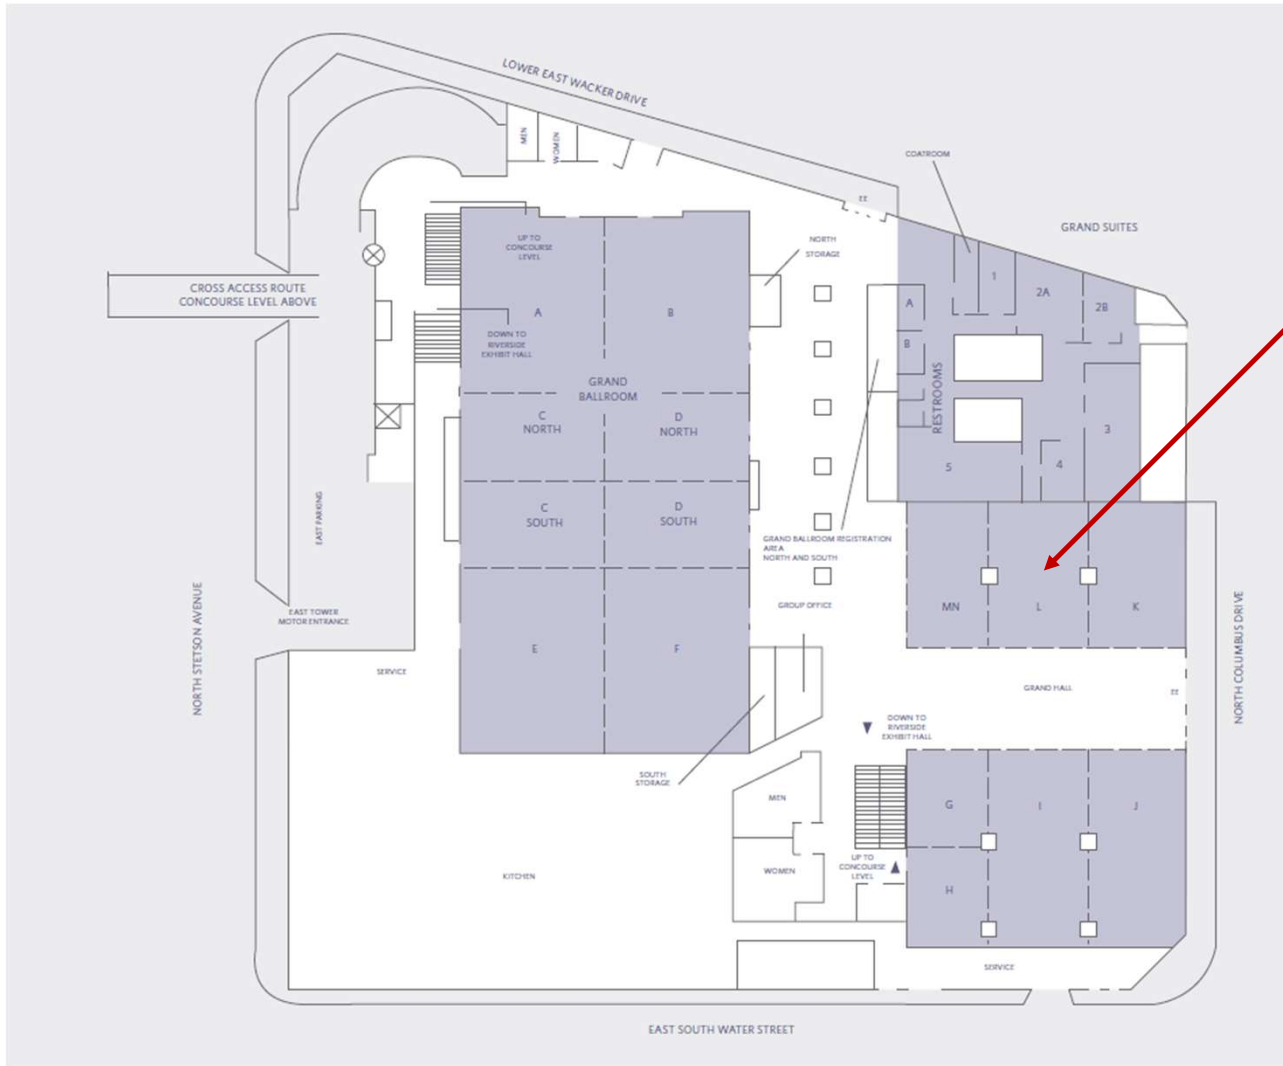 LOWER EAST WACKER DRIVE
MEN
WOMEN
COATROOM
EE
GRAND SUITES
UP TO
CONCOURSE
LEVEL
NORTH
STORAGE
CROSS ACCESS ROUTE
CONCOURSE LEVEL ABOVE
1
2A
2B
A
B
A
B
DOWN TO
RIVERSIDE
EXHIBIT HALL
GRAND
BALLROOM
RESTROOMS
C
NORTH
D
NORTH
3
4
5
C
SOUTH
D
SOUTH
EAST PARKING
GRAND BALLROOM REGISTRATION
AREA
NORTH AND SOUTH
NORTH STETSON AVENUE
EAST TOWER
MOTOR ENTRANCE
GROUP OFFICE
MN
L
K
NORTH COLUMBUS DRIVE
E
F
SERVICE
GRAND HALL
EE
DOWN TO
RIVERSIDE
EXHIBIT HALL
SOUTH
STORAGE
MEN
G
I
J
WOMEN
UP TO
CONCOURSE
LEVEL
KITCHEN
H
SERVICE
EAST SOUTH WATER STREET